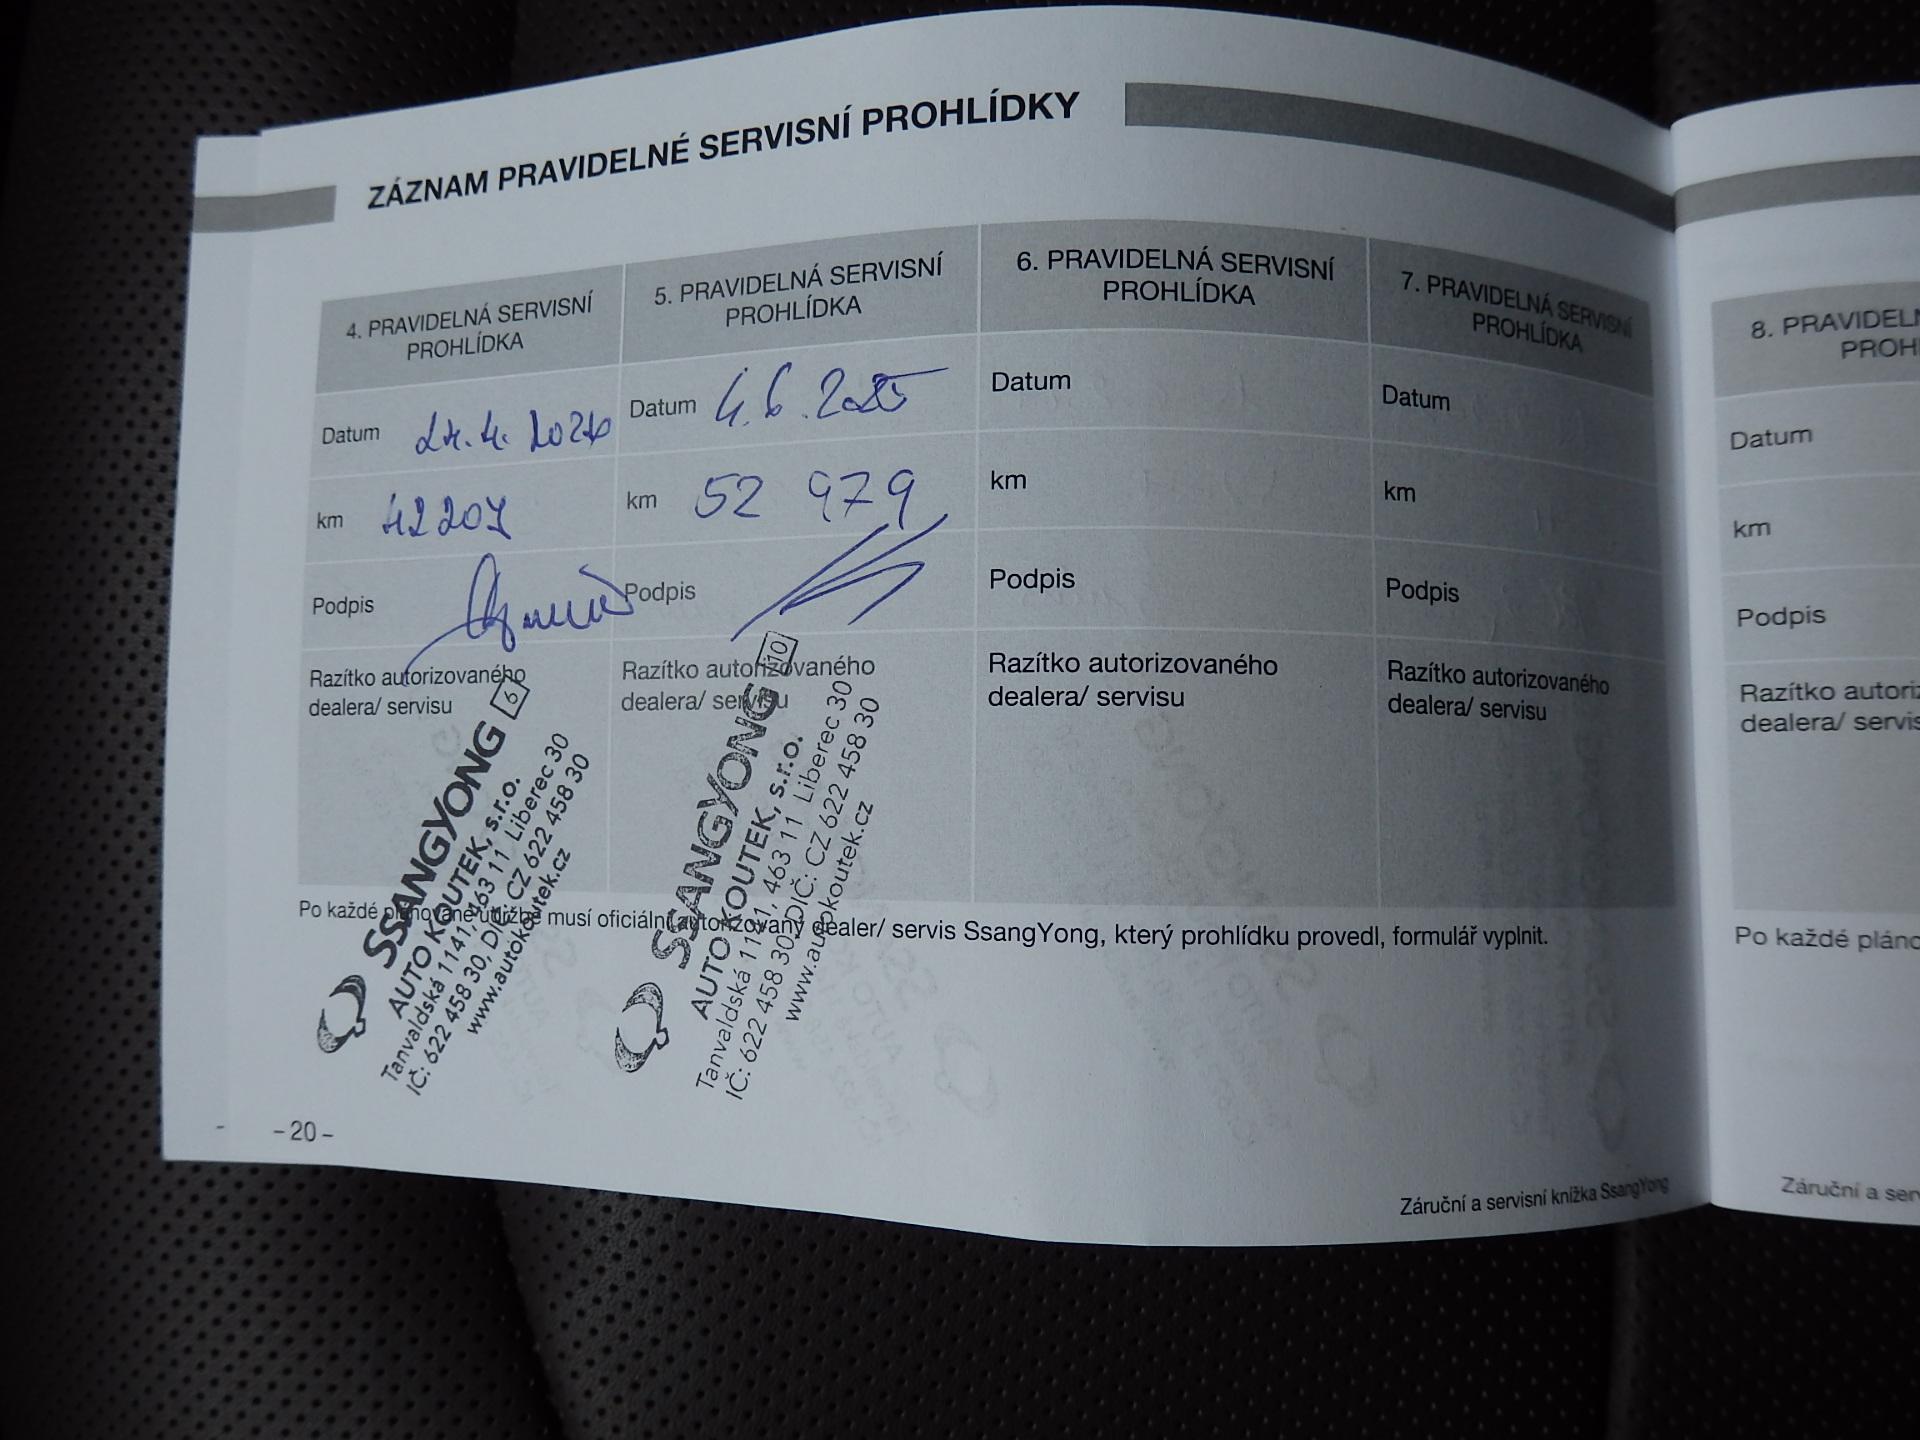 ZÁZNAM PRAVIDELNÉ SERVISNÍ PROHLÍDKY
4. PRAVIDELNÁ SERVISNÍ
PROHLÍDKA
Datum 24.4.2024
km 42207
Podpis
Razítko autorizovaného
dealera/ servisu
6
SSANGYONG
AUTO KOUTEK, s.r.o.
Tanvaldská 1141, 463 11 Liberec 30
IČ: 622 458 30, DIČ: CZ 622 458 30
www.autokoutek.cz
5. PRAVIDELNÁ SERVISNÍ
PROHLÍDKA
Datum 4.6.2025
km 52 979
Podpis
Razítko autorizovaného
dealera/ servisu
10
SSANGYONG
AUTO KOUTEK, s.r.o.
Tanvaldská 1141, 463 11 Liberec 30
IČ: 622 458 30, DIČ: CZ 622 458 30
www.autokoutek.cz
6. PRAVIDELNÁ SERVISNÍ
PROHLÍDKA
Datum
km
Podpis
Razítko autorizovaného
dealera/ servisu
7. PRAVIDELNÁ SERVISNÍ
PROHLÍDKA
Datum
km
Podpis
Razítko autorizovaného
dealera/ servisu
Po každé plánované údržbě musí oficiální autorizovaný dealer/ servis SsangYong, který prohlídku provedl, formulář vyplnit.
– 20 –
Záruční a servisní knížka SsangYong
8. PRAVIDELN
PROH
Datum
km
Podpis
Razítko autori
dealera/ servis
Po každé pláno
Záruční a ser